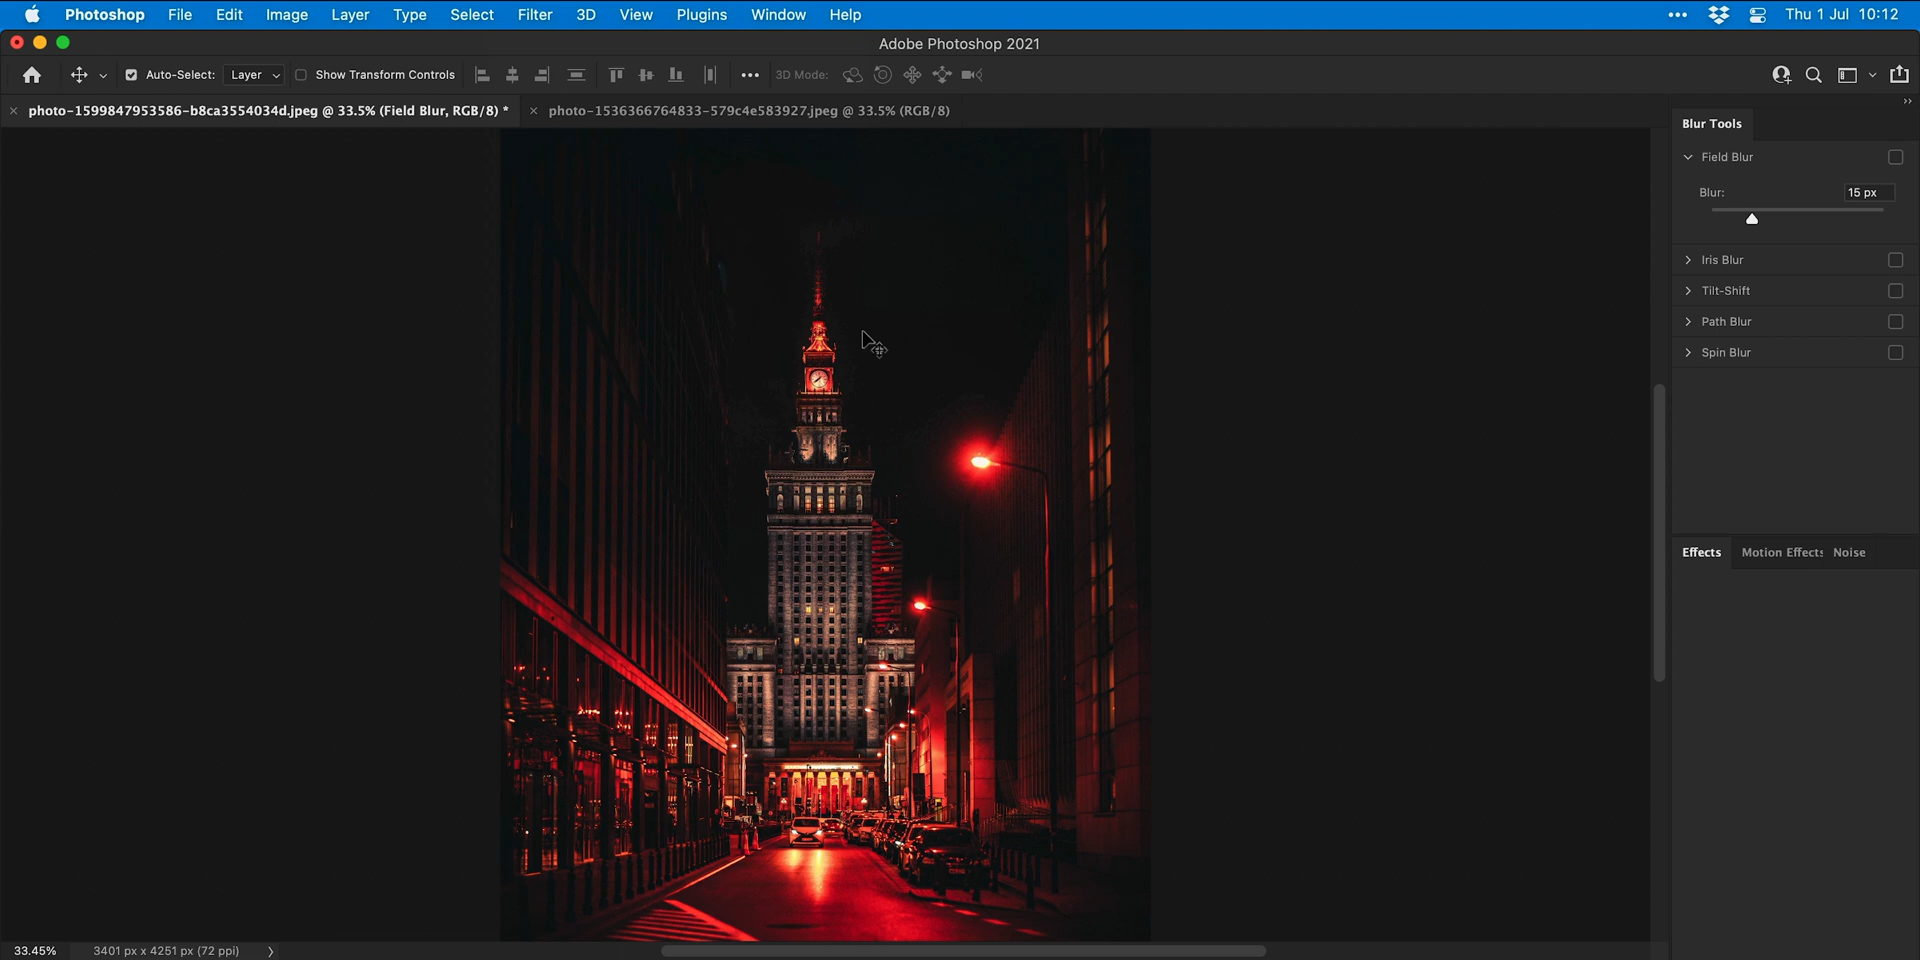 Photoshop File Edit Image Layer Type Select Filter 3D View Plugins Window Help Thu 1 Jul 10:12
Adobe Photoshop 2021
Auto-Select: Layer Show Transform Controls 3D Mode:
photo-1599847953586-b8ca3554034d.jpeg @ 33.5% (Field Blur, RGB/8) * photo-1536366764833-579c4e583927.jpeg @ 33.5% (RGB/8)
Blur Tools
Field Blur
Blur: 15 px
Iris Blur
Tilt-Shift
Path Blur
Spin Blur
Effects Motion Effects Noise
33.45% 3401 px x 4251 px (72 ppi)